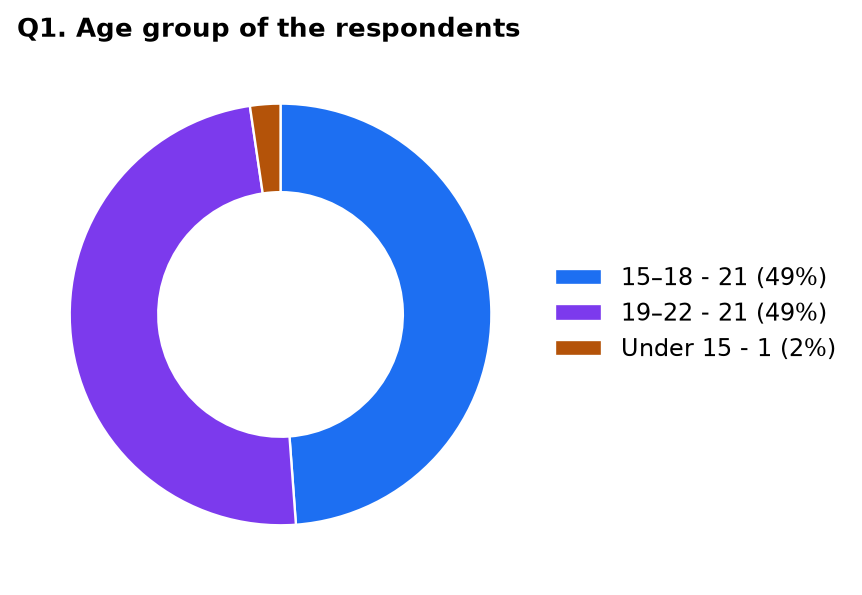 Q1. Age group of the respondents
15–18 - 21 (49%)
19–22 - 21 (49%)
Under 15 - 1 (2%)